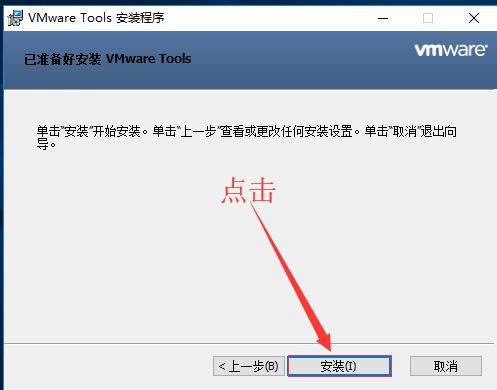 VMware Tools 安装程序
已准备好安装 VMware Tools
vmware
单击"安装"开始安装。单击"上一步"查看或更改任何安装设置。单击"取消"退出向
导。
点击
< 上一步(B)
安装(I)
取消